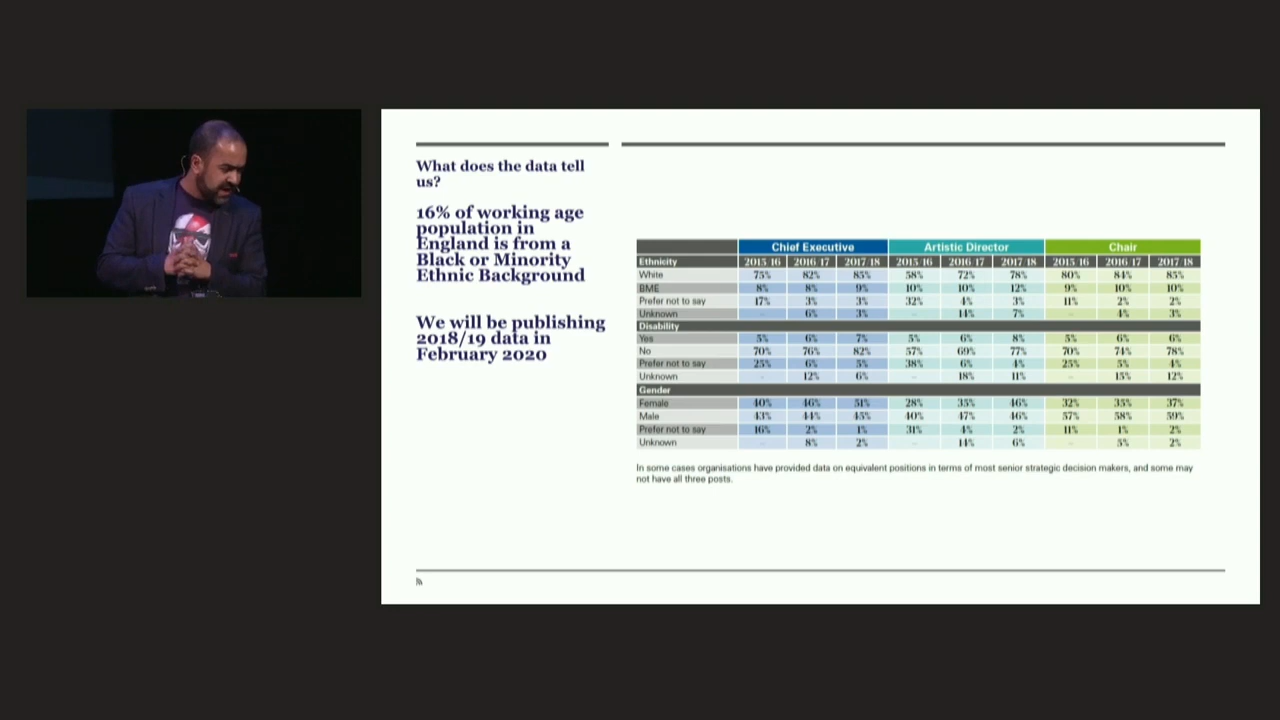 What does the data tell
us?
16% of working age
population in
England is from a
Black or Minority
Ethnic Background
We will be publishing
2018/19 data in
February 2020
Chief Executive Artistic Director Chair
Ethnicity 2015 16 2016 17 2017 18 2015 16 2016 17 2017 18 2015 16 2016 17 2017 18
White 75% 82% 85% 58% 72% 78% 80% 84% 85%
BME 8% 8% 9% 10% 10% 12% 9% 10% 10%
Prefer not to say 17% 3% 3% 32% 4% 3% 11% 2% 2%
Unknown - 6% 3% - 14% 7% - 4% 3%
Disability
Yes 5% 6% 7% 5% 6% 8% 5% 6% 6%
No 70% 76% 82% 57% 69% 77% 70% 74% 78%
Prefer not to say 25% 6% 5% 38% 6% 4% 25% 5% 4%
Unknown - 12% 6% - 18% 11% - 15% 12%
Gender
Female 40% 46% 51% 28% 35% 46% 32% 35% 37%
Male 43% 44% 45% 40% 47% 46% 57% 58% 59%
Prefer not to say 16% 2% 1% 31% 4% 2% 11% 1% 2%
Unknown - 8% 2% - 14% 6% - 5% 2%
In some cases organisations have provided data on equivalent positions in terms of most senior strategic decision makers, and some may
not have all three posts.